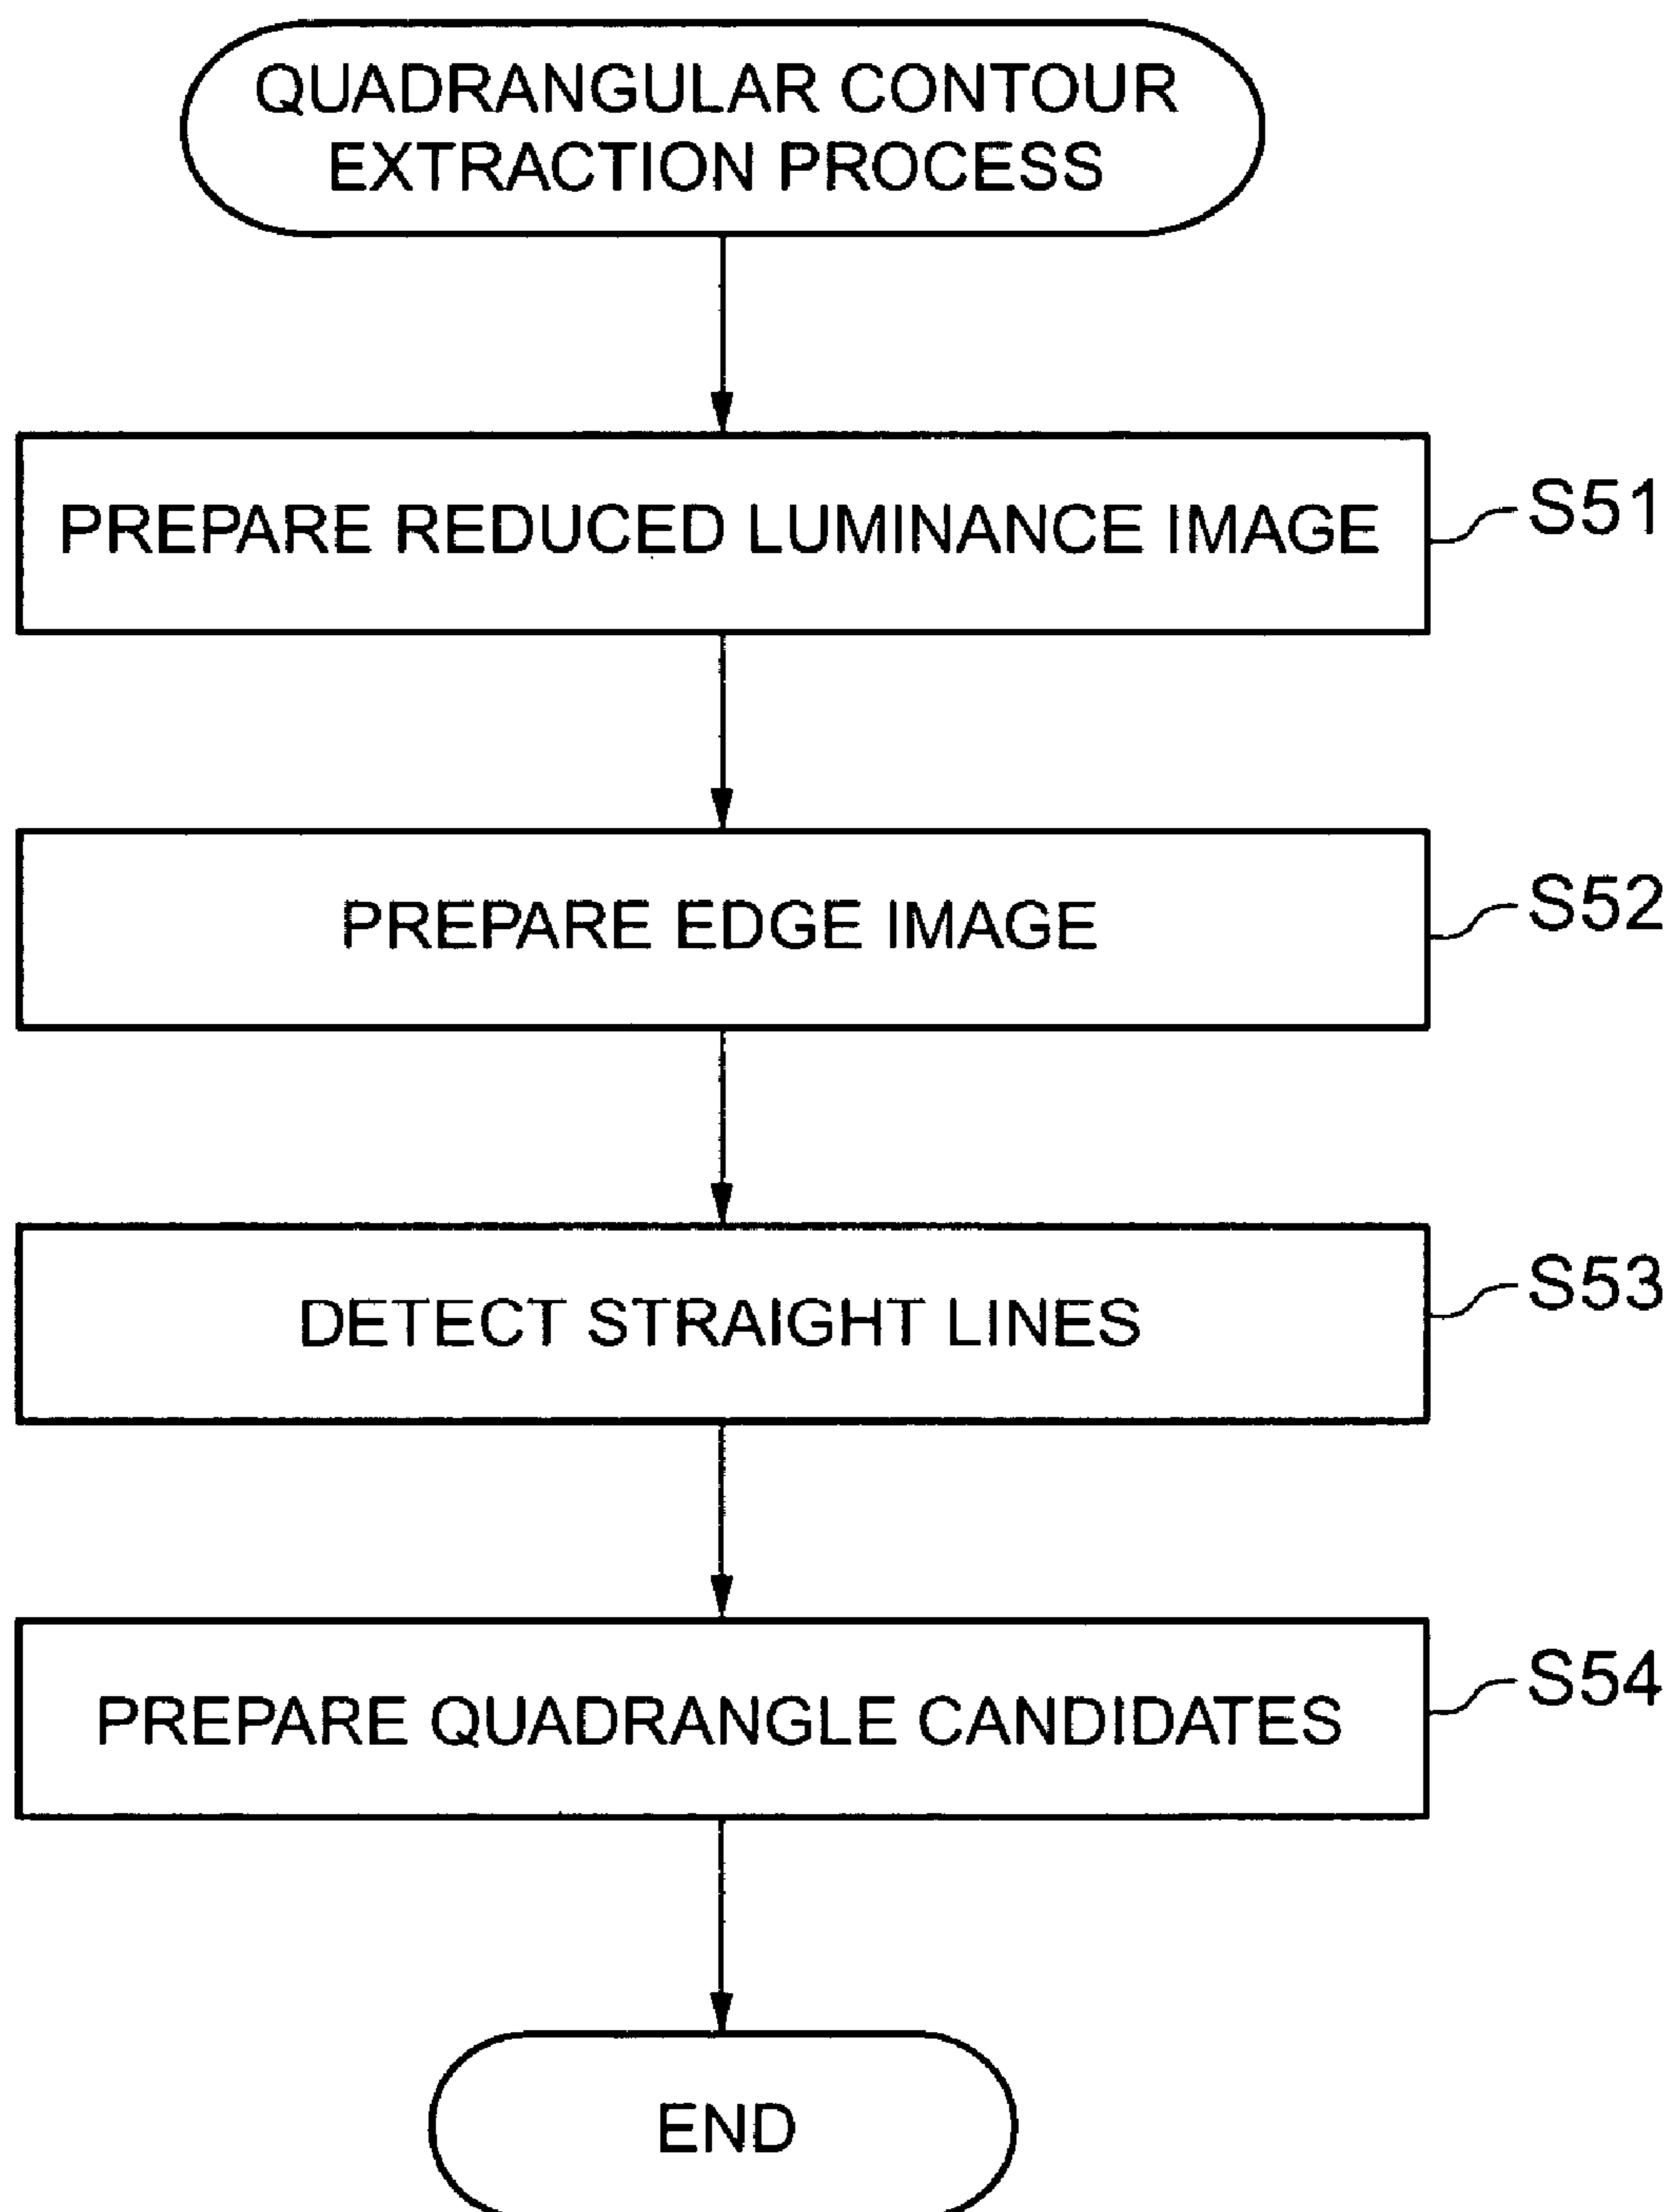 QUADRANGULAR CONTOUR
EXTRACTION PROCESS
PREPARE REDUCED LUMINANCE IMAGE
S51
PREPARE EDGE IMAGE
S52
DETECT STRAIGHT LINES
S53
PREPARE QUADRANGLE CANDIDATES
S54
END